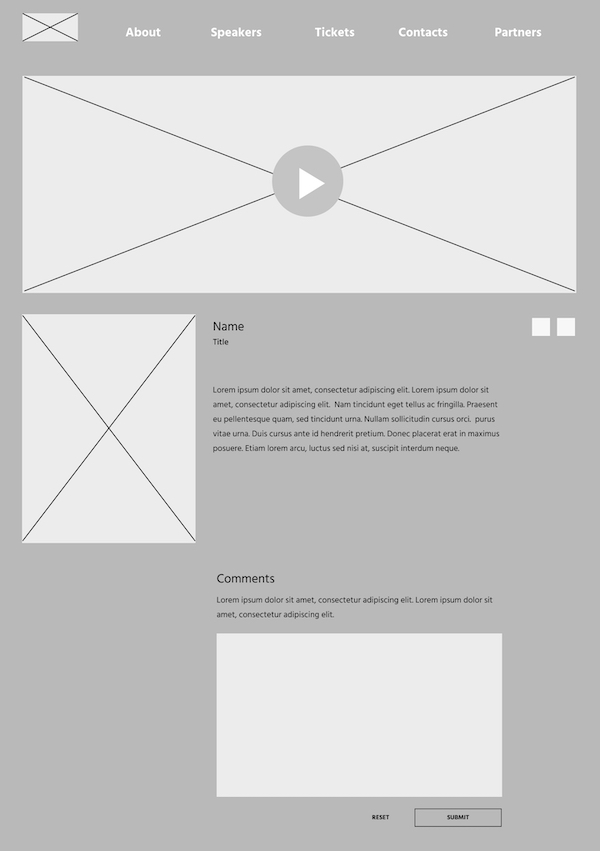 About Speakers Tickets Contacts Partners
Name
Title
Lorem ipsum dolor sit amet, consectetur adipiscing elit. Lorem ipsum dolor sit
amet, consectetur adipiscing elit. Nam tincidunt eget tellus ac fringilla. Praesent
eu pellentesque quam, sed tincidunt urna. Nullam sollicitudin cursus orci. purus
vitae urna. Duis cursus ante id hendrerit pretium. Donec placerat erat in maximus
posuere. Etiam lorem arcu, luctus sed nisi at, suscipit interdum neque.
Comments
Lorem ipsum dolor sit amet, consectetur adipiscing elit. Lorem ipsum dolor sit
amet, consectetur adipiscing elit.
RESET SUBMIT